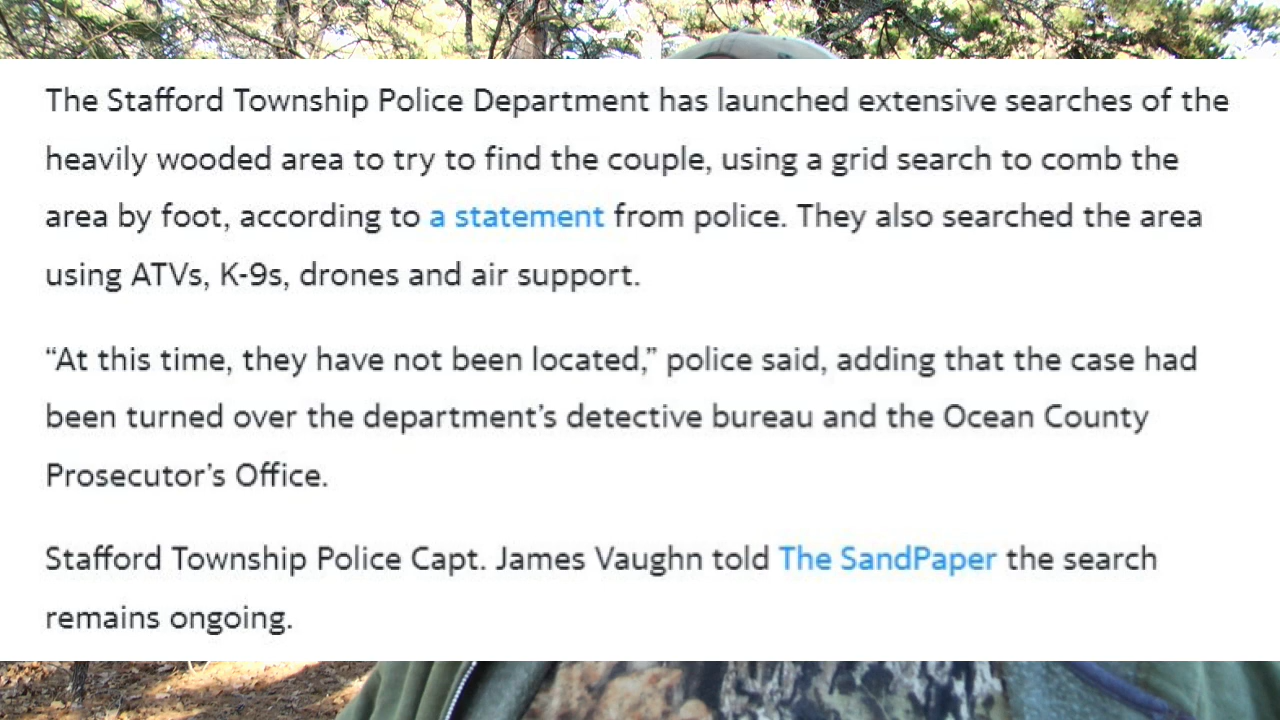 The Stafford Township Police Department has launched extensive searches of the
heavily wooded area to try to find the couple, using a grid search to comb the
area by foot, according to a statement from police. They also searched the area
using ATVs, K-9s, drones and air support.
“At this time, they have not been located,” police said, adding that the case had
been turned over the department’s detective bureau and the Ocean County
Prosecutor’s Office.
Stafford Township Police Capt. James Vaughn told The SandPaper the search
remains ongoing.